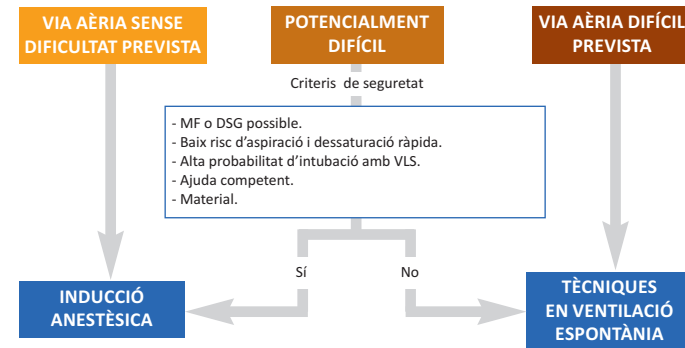 VIA AÈRIA SENSE
DIFICULTAT PREVISTA
POTENCIALMENT
DIFÍCIL
VIA AÈRIA DIFÍCIL
PREVISTA
Criteris de seguretat
- MF o DSG possible.
- Baix risc d’aspiració i dessaturació ràpida.
- Alta probabilitat d’intubació amb VLS.
- Ajuda competent.
- Material.
Sí
No
INDUCCIÓ
ANESTÈSICA
TÈCNIQUES
EN VENTILACIÓ
ESPONTÀNIA